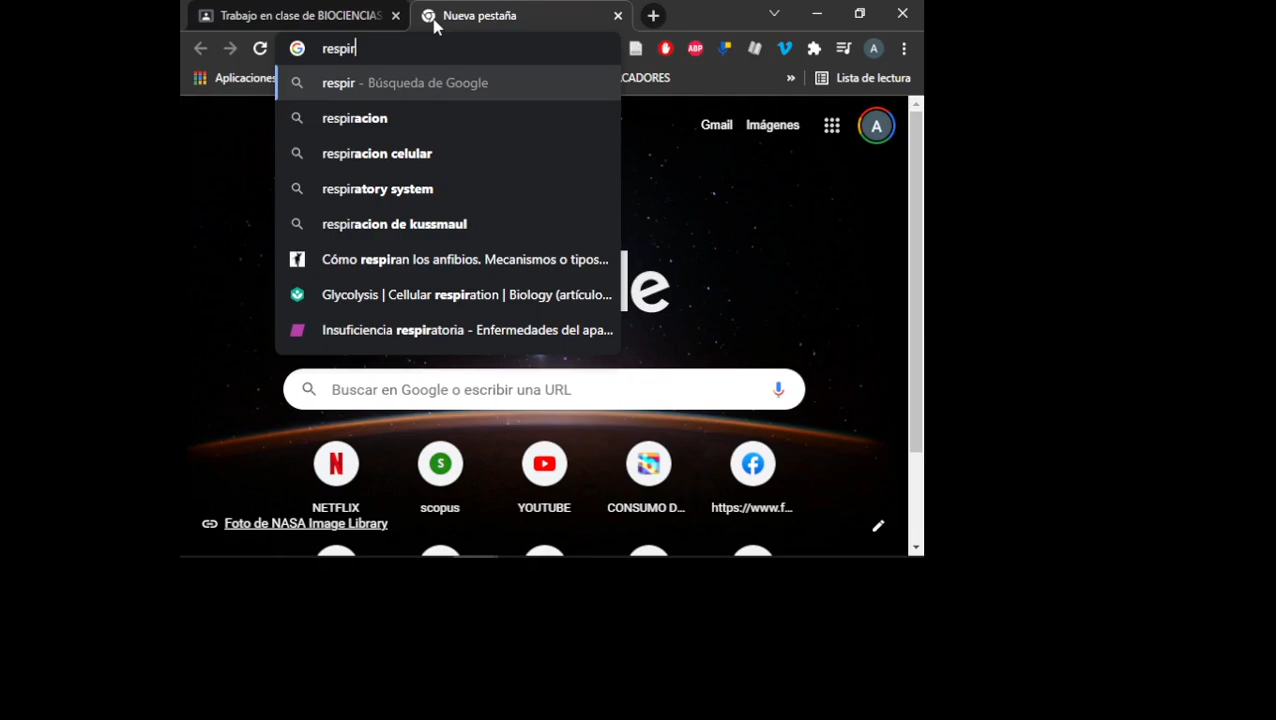 Trabajo en clase de BIOCIENCIAS
Nueva pestaña
respir
A
respir - Búsqueda de Google
Aplicaciones
CADORES
»
Lista de lectura
respiracion
respiracion celular
respiratory system
respiracion de kussmaul
Cómo respiran los anfibios. Mecanismos o tipos...
Glycolysis | Cellular respiration | Biology (artículo...
Insuficiencia respiratoria - Enfermedades del apa...
Gmail
Imágenes
A
le
Buscar en Google o escribir una URL
N
S
NETFLIX
scopus
YOUTUBE
CONSUMO D...
https://www.f...
Foto de NASA Image Library